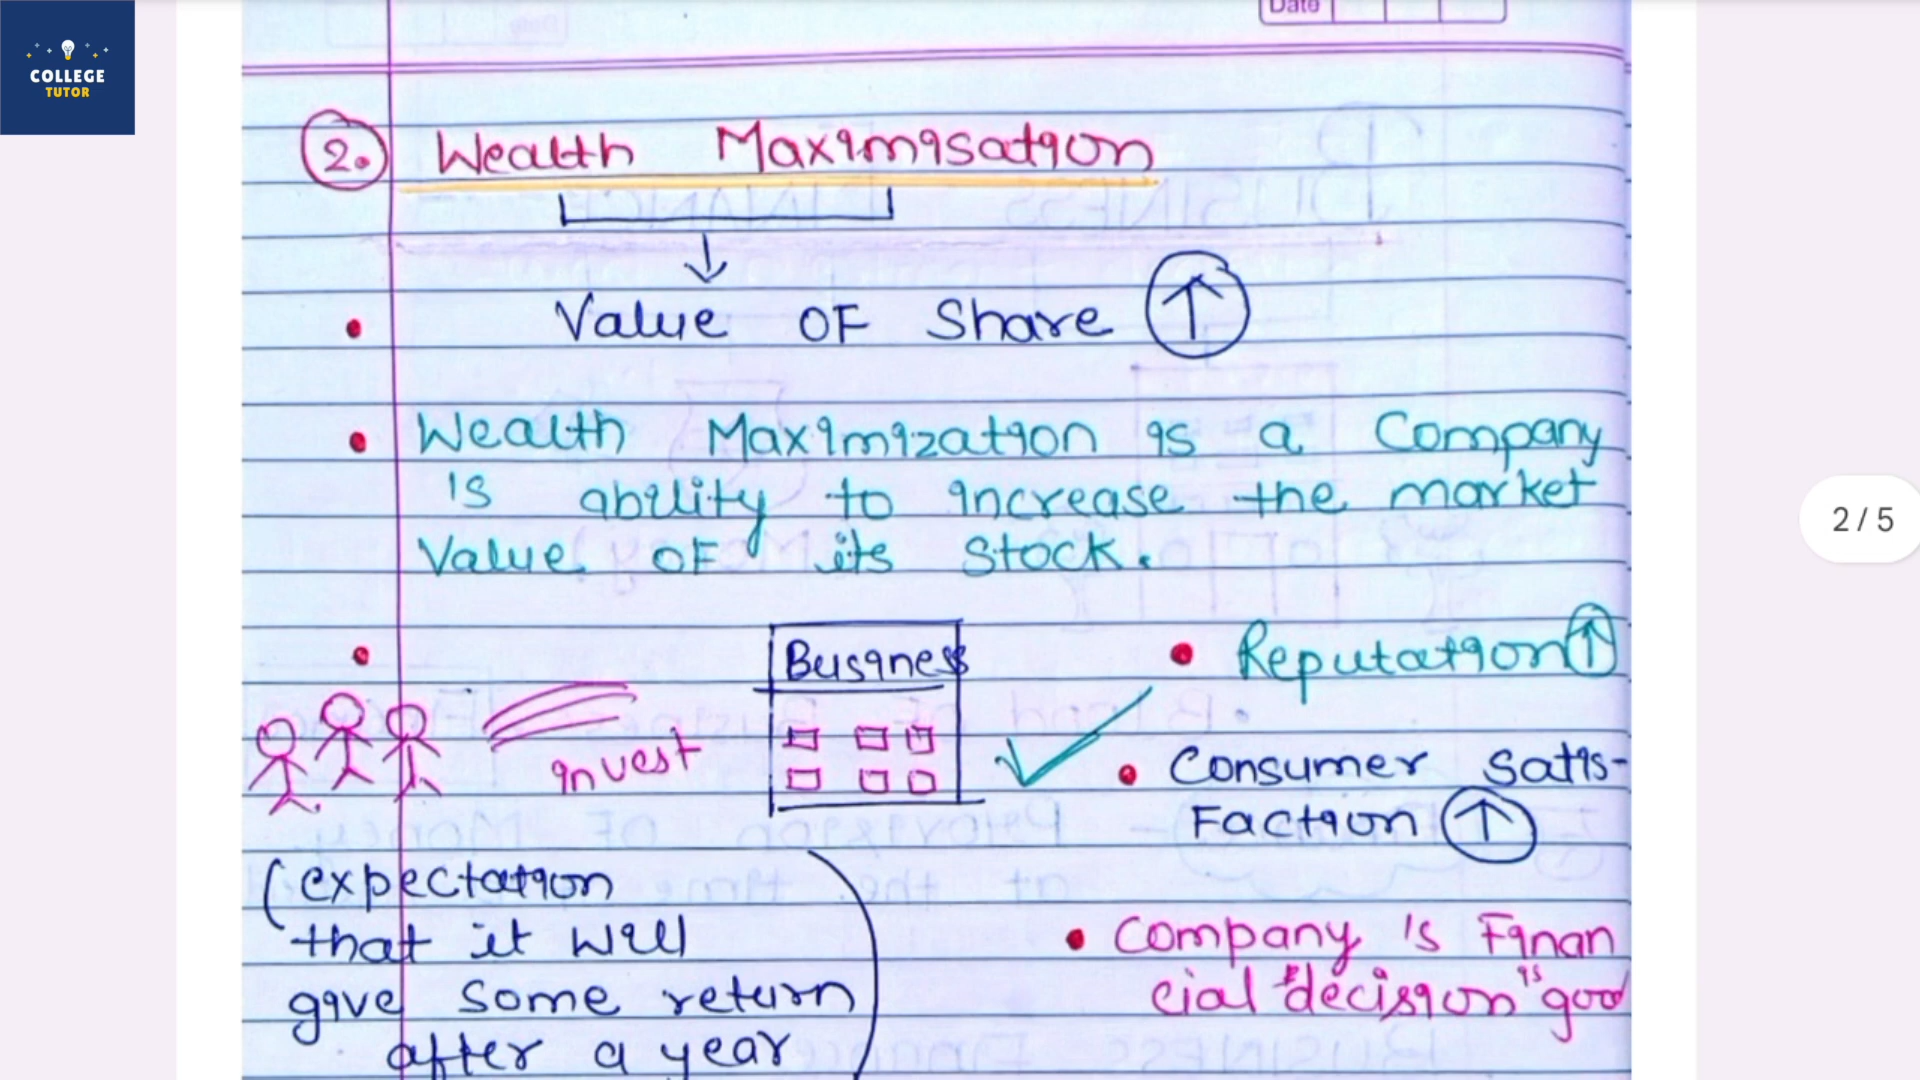 COLLEGE
TUTOR
Date
2. Wealth Maximisation
Value OF Share ↑
Wealth Maximization is a Company
's ability to increase the market
Value OF its Stock.
Business
invest
• Reputation ↑
• Consumer Satis-
Faction ↑
(expectation
that it will
give some return
after a year
)
• Company 's Finan
cial "decision" is good
2 / 5